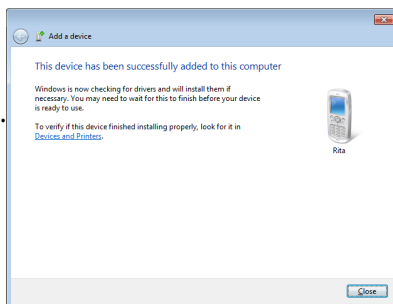 Add a device
This device has been successfully added to this computer
Windows is now checking for drivers and will install them if
necessary. You may need to wait for this to finish before your device
is ready to use.
To verify if this device finished installing properly, look for it in
Devices and Printers.
Rita
Close